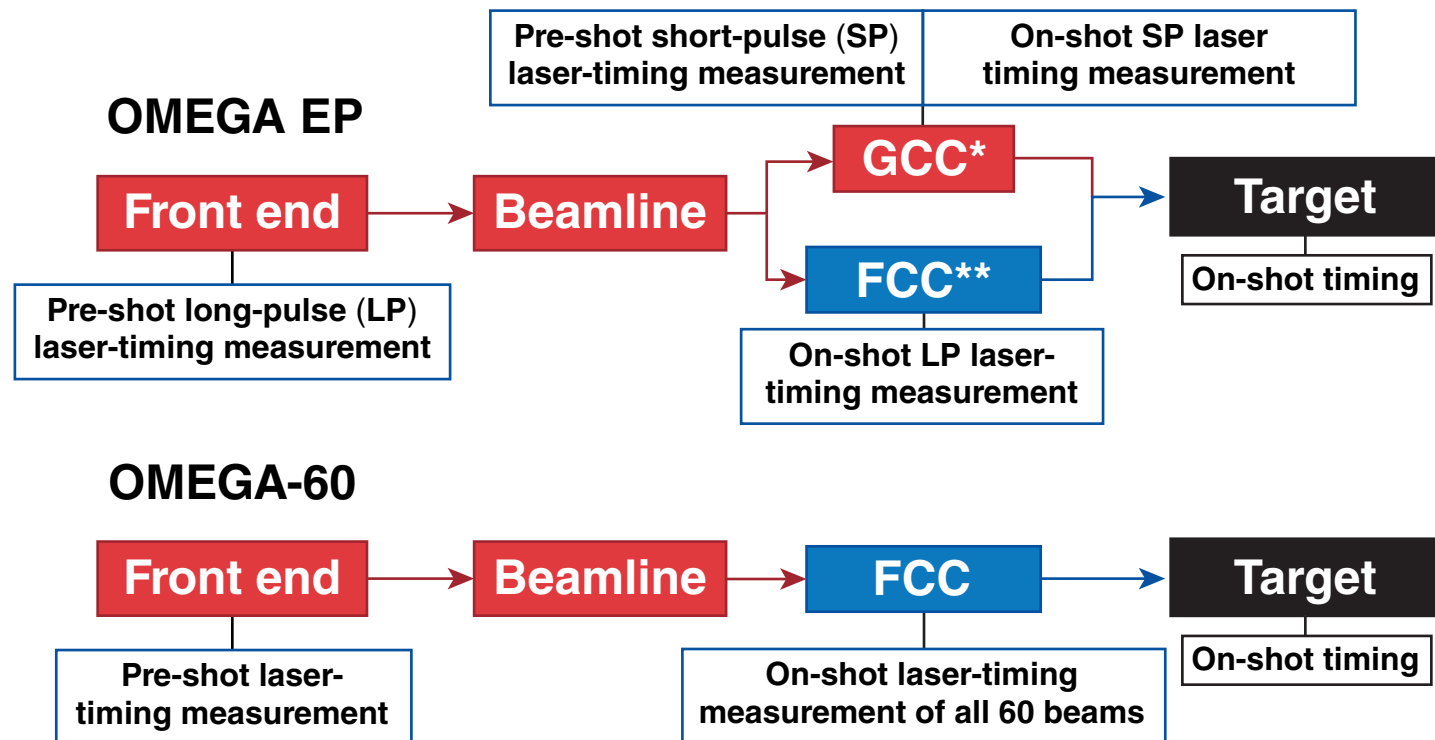 Pre-shot short-pulse (SP)
laser-timing measurement
On-shot SP laser
timing measurement
OMEGA EP
GCC*
Front end
Beamline
Target
FCC**
On-shot timing
Pre-shot long-pulse (LP)
laser-timing measurement
On-shot LP laser-
timing measurement
OMEGA-60
Front end
Beamline
FCC
Target
Pre-shot laser-
timing measurement
On-shot laser-timing
measurement of all 60 beams
On-shot timing